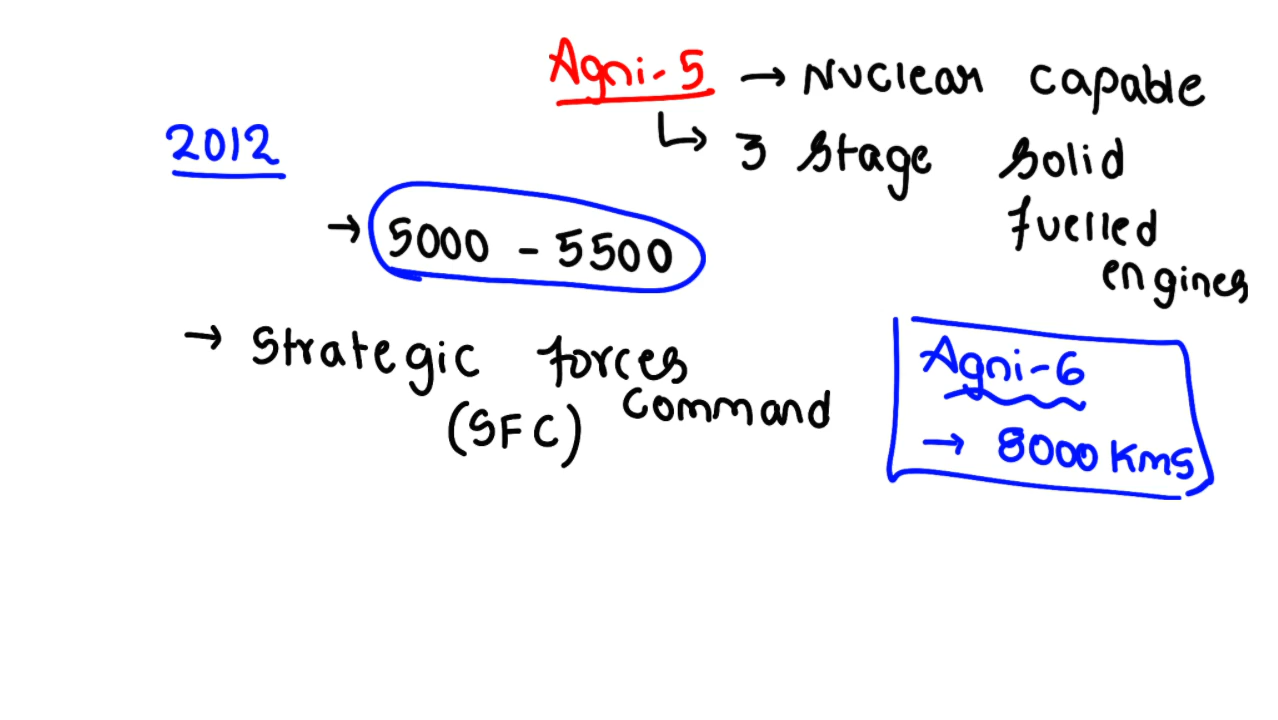 Agni-5 → Nuclear capable
↳ 3 stage solid
fuelled
engines
2012
→ 5000 - 5500
→ Strategic forces
command
(SFC)
Agni-6
→ 8000 Kms